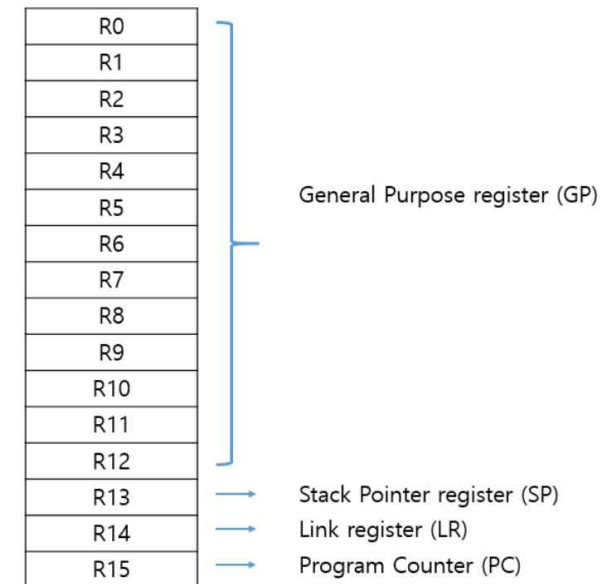 R0
R1
R2
R3
R4
R5
R6
R7
R8
R9
R10
R11
R12
R13
R14
R15
General Purpose register (GP)
Stack Pointer register (SP)
Link register (LR)
Program Counter (PC)